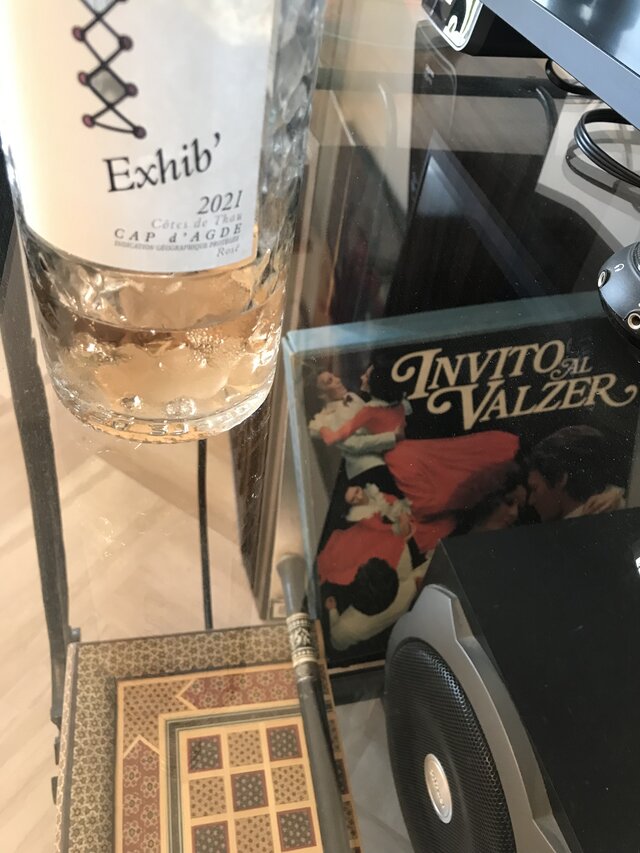 Exhib'
2021
Côtes de Thau
CAP d'AGDE
INDICATION GÉOGRAPHIQUE PROTÉGÉE
Rosé
INVITO AL
VALZER